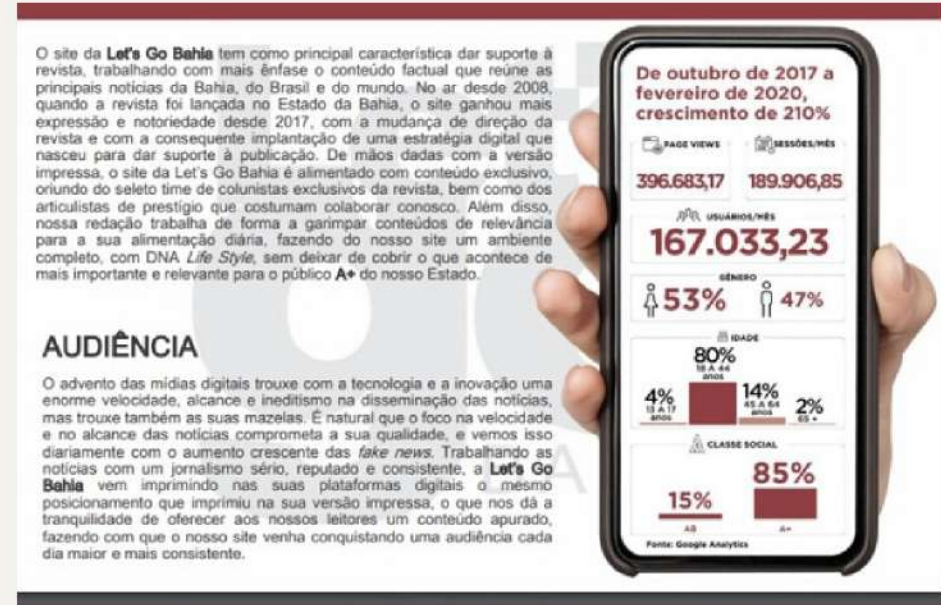 O site da Let's Go Bahia tem como principal característica dar suporte à
revista, trabalhando com mais ênfase o conteúdo factual que reúne as
principais notícias da Bahia, do Brasil e do mundo. No ar desde 2008,
quando a revista foi lançada no Estado da Bahia, o site ganhou mais
expressão e notoriedade desde 2017, com a mudança de direção da
revista e com a consequente implantação de uma estratégia digital que
nasceu para dar suporte à publicação. De mãos dadas com a versão
impressa, o site da Let's Go Bahia é alimentado com conteúdo exclusivo,
oriundo do seleto time de colunistas exclusivos da revista, bem como dos
articulistas de prestígio que costumam colaborar conosco. Além disso,
nossa redação trabalha de forma a garimpar conteúdos de relevância
para a sua alimentação diária, fazendo do nosso site um ambiente
completo, com DNA Life Style, sem deixar de cobrir o que acontece de
mais importante e relevante para o público A+ do nosso Estado.
AUDIÊNCIA
O advento das mídias digitais trouxe com a tecnologia e a inovação uma
enorme velocidade, alcance e ineditismo na disseminação das notícias,
mas trouxe também as suas mazelas. É natural que o foco na velocidade
e no alcance das notícias comprometa a sua qualidade, e vemos isso
diariamente com o aumento crescente das fake news. Trabalhando as
notícias com um jornalismo sério, reputado e consistente, a Let's Go
Bahia vem imprimindo nas suas plataformas digitais o mesmo
posicionamento que imprimiu na sua versão impressa, o que nos dá a
tranquilidade de oferecer aos nossos leitores um conteúdo apurado,
fazendo com que o nosso site venha conquistando uma audiência cada
dia maior e mais consistente.
De outubro de 2017 a
fevereiro de 2020,
crescimento de 210%
PAGE VIEWS SESSÕES/MÊS
396.683,17 189.906,85
USUÁRIOS/MÊS
167.033,23
GÊNERO
53% 47%
IDADE
80%
18 A 44
anos
4%
13 A 17
anos
14%
45 A 64
anos
2%
65 +
CLASSE SOCIAL
85%
15%
AB A+
Fonte: Google Analytics